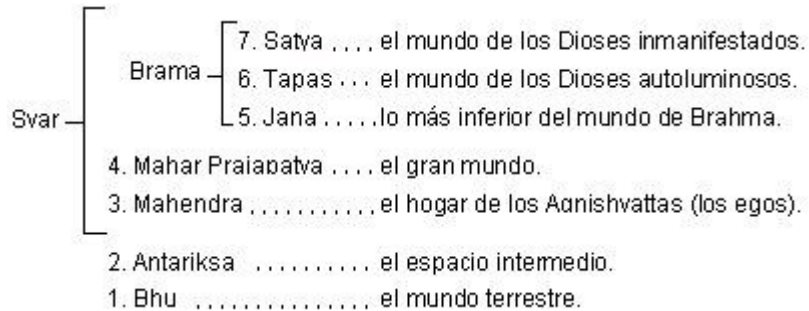 7. Satya .... el mundo de los Dioses inmanifestados.
Brama
6. Tapas ... el mundo de los Dioses autoluminosos.
5. Jana .....lo más inferior del mundo de Brahma.
Svar
4. Mahar Prajapatya .... el gran mundo.
3. Mahendra ........... el hogar de los Agnishvattas (los egos).
2. Antariksa .......... el espacio intermedio.
1. Bhu .............. el mundo terrestre.